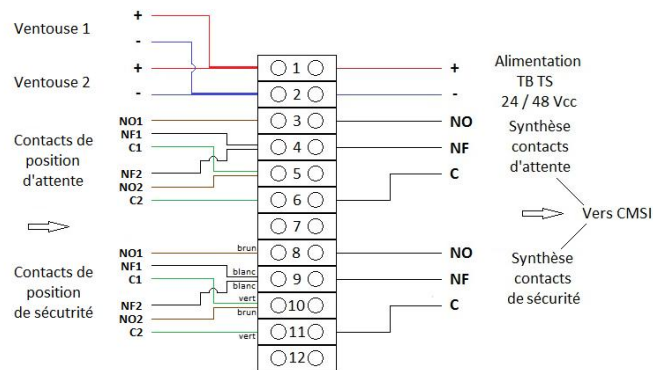 Ventouse 1
+
-
Ventouse 2
+
-
Contacts de
position
d'attente
NO1
NF1
C1
NF2
NO2
C2
Contacts de
position
de sécutrité
NO1
NF1
C1
NF2
NO2
C2
brun
blanc
blanc
vert
brun
vert
1
2
3
4
5
6
7
8
9
10
11
12
+
-
NO
NF
C
NO
NF
C
Alimentation
TB TS
24 / 48 Vcc
Synthèse
contacts
d'attente
Vers CMSI
Synthèse
contacts
de sécurité